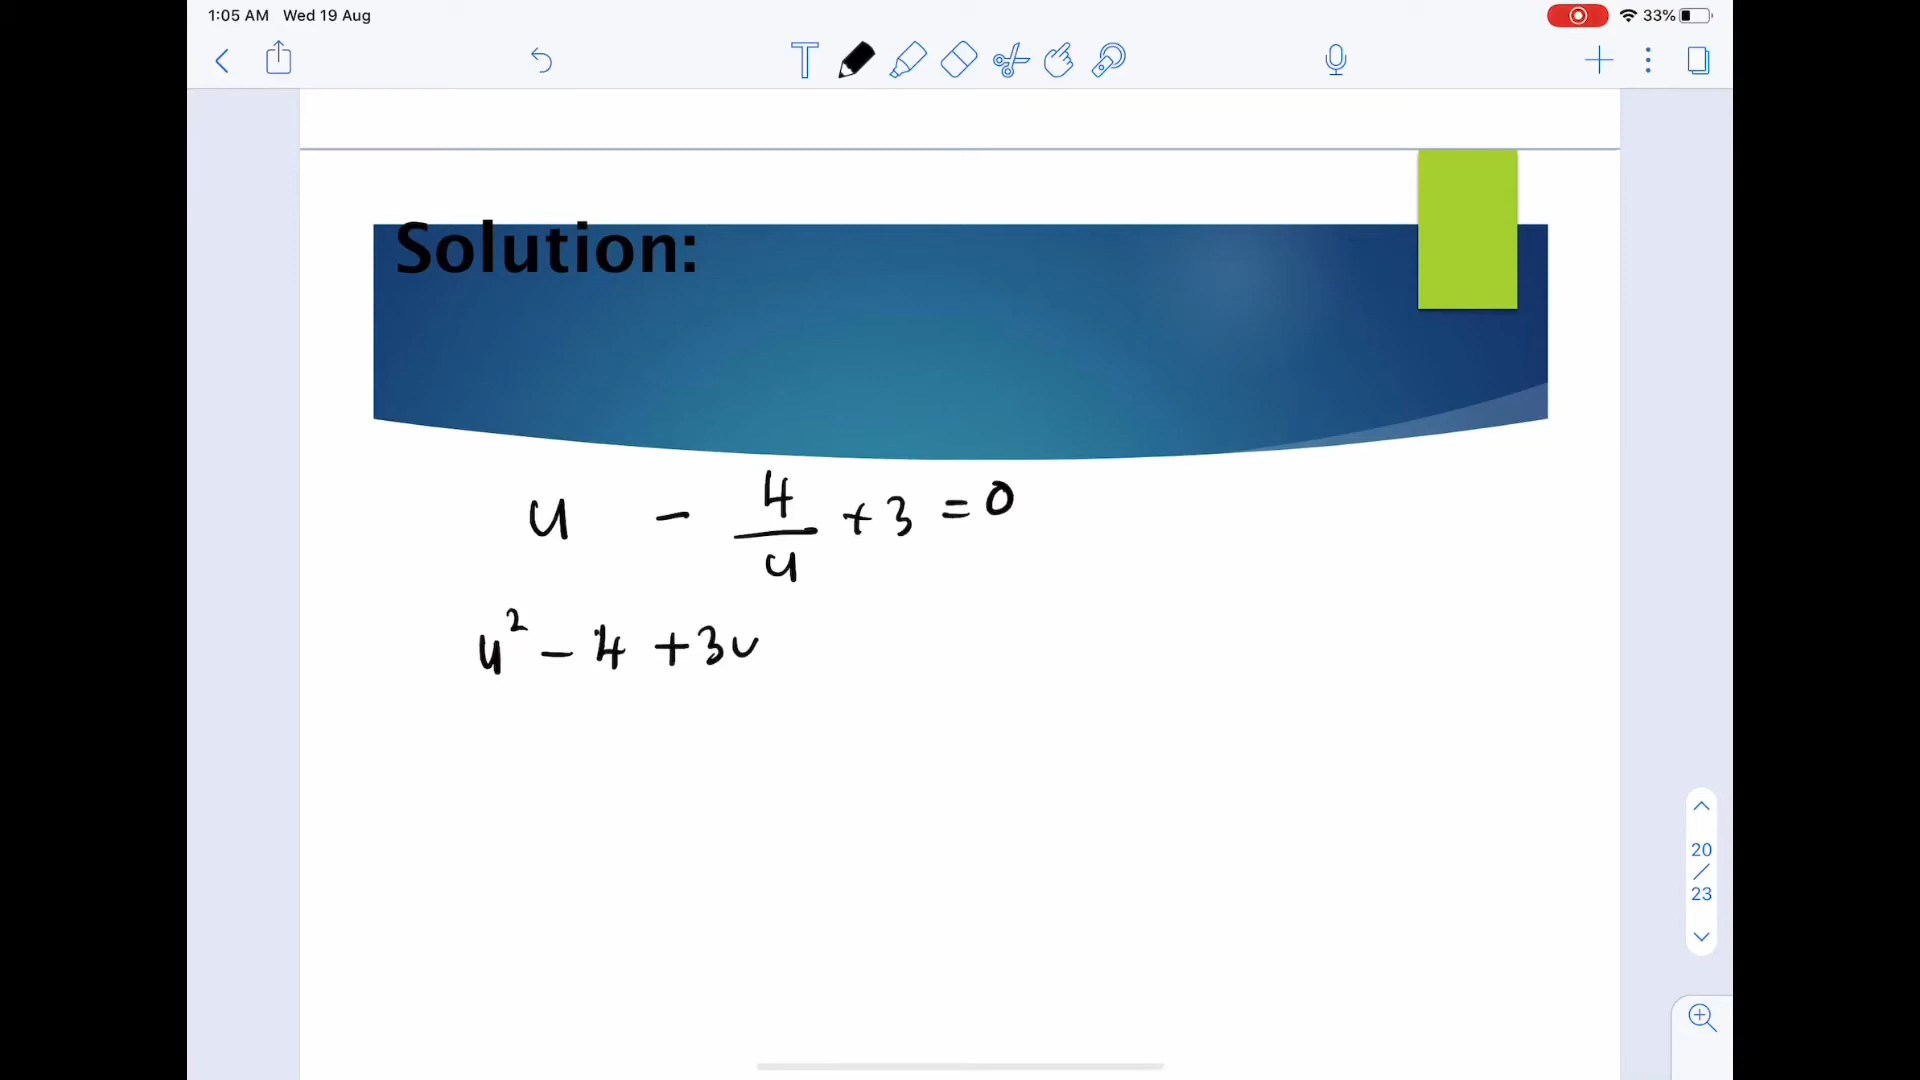 1:05 AM Wed 19 Aug 33%
Solution:
u - 4/u + 3 = 0
u² - 4 + 3u
20
/
23